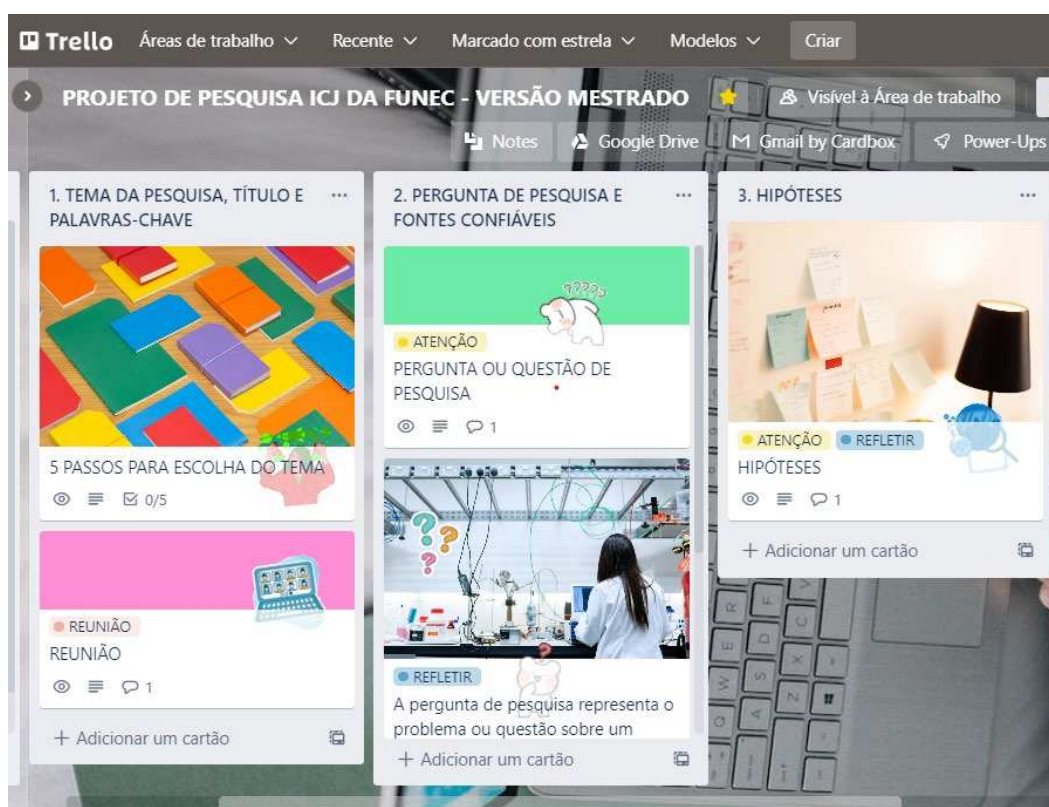 Trello Áreas de trabalho Recente Marcado com estrela Modelos Criar
PROJETO DE PESQUISA ICJ DA FUNEC - VERSÃO MESTRADO Visível à Área de trabalho
Notes Google Drive Gmail by Cardbox Power-Ups
1. TEMA DA PESQUISA, TÍTULO E
PALAVRAS-CHAVE
5 PASSOS PARA ESCOLHA DO TEMA
0/5
REUNIÃO
REUNIÃO
1
+ Adicionar um cartão
2. PERGUNTA DE PESQUISA E
FONTES CONFIÁVEIS
?????
ATENÇÃO
PERGUNTA OU QUESTÃO DE
PESQUISA
1
???
?
REFLETIR
A pergunta de pesquisa representa o
problema ou questão sobre um
+ Adicionar um cartão
3. HIPÓTESES
ATENÇÃO REFLETIR
HIPÓTESES
1
+ Adicionar um cartão